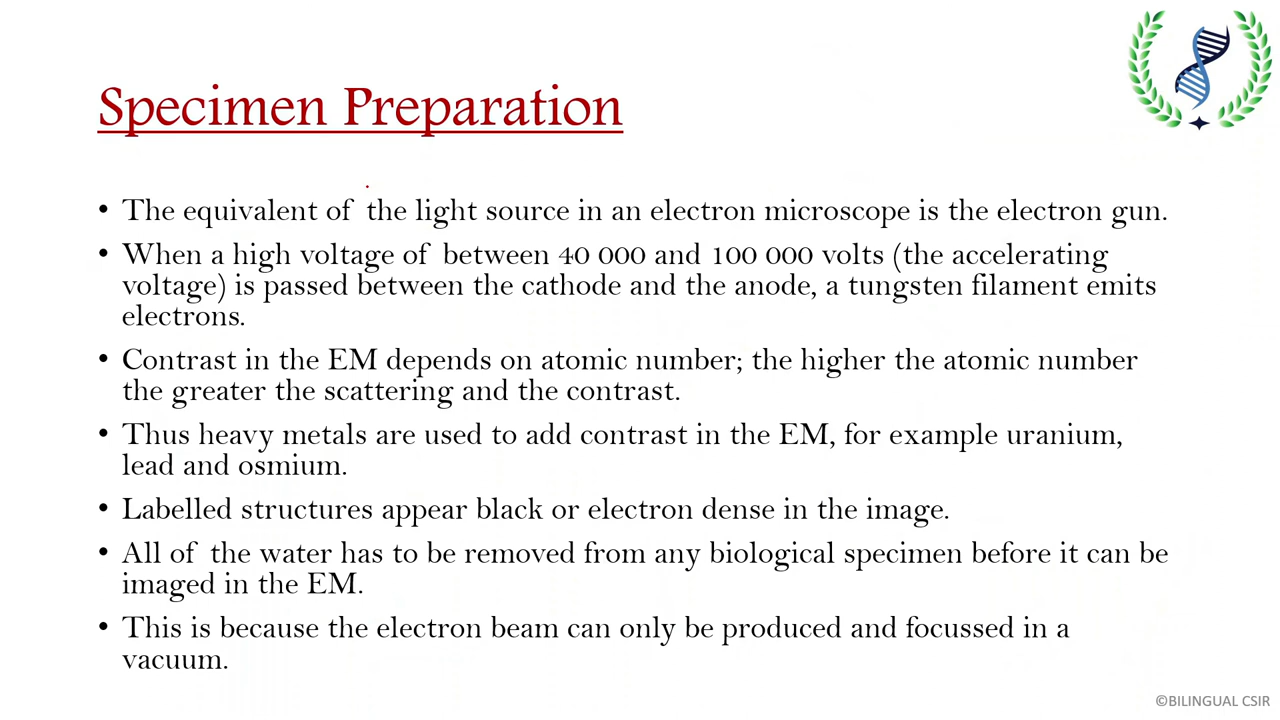 Specimen Preparation
• The equivalent of the light source in an electron microscope is the electron gun.
• When a high voltage of between 40 000 and 100 000 volts (the accelerating
voltage) is passed between the cathode and the anode, a tungsten filament emits
electrons.
• Contrast in the EM depends on atomic number; the higher the atomic number
the greater the scattering and the contrast.
• Thus heavy metals are used to add contrast in the EM, for example uranium,
lead and osmium.
• Labelled structures appear black or electron dense in the image.
• All of the water has to be removed from any biological specimen before it can be
imaged in the EM.
• This is because the electron beam can only be produced and focussed in a
vacuum.
©BILINGUAL CSIR